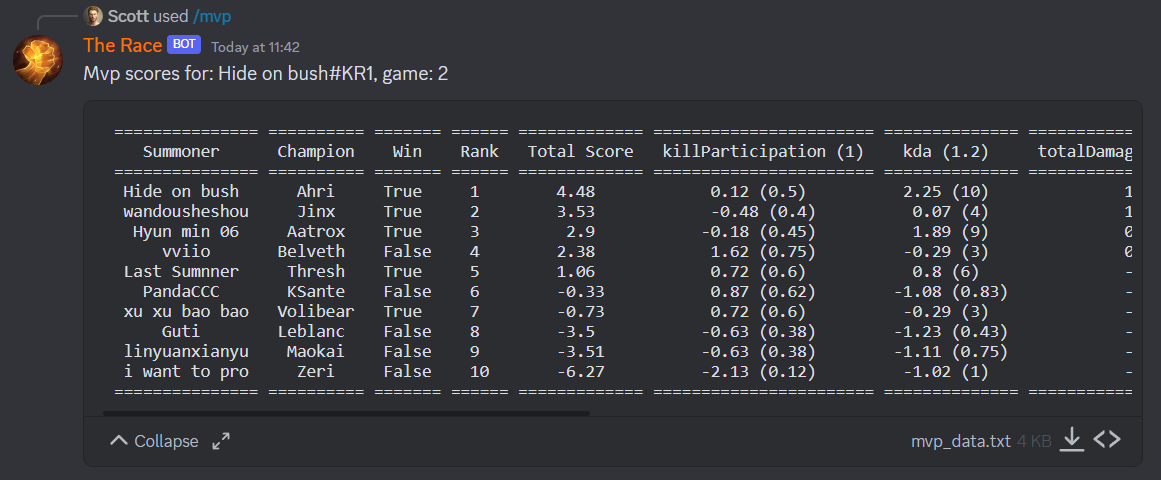 Scott used /mvp
The Race BOT Today at 11:42
Mvp scores for: Hide on bush#KR1, game: 2
=============== ========== ======= ====== ============= ======================= ============== ===========
Summoner Champion Win Rank Total Score killParticipation (1) kda (1.2) totalDamag
=============== ========== ======= ====== ============= ======================= ============== ===========
Hide on bush Ahri True 1 4.48 0.12 (0.5) 2.25 (10) 1
wandousheshou Jinx True 2 3.53 -0.48 (0.4) 0.07 (4) 1
Hyun min 06 Aatrox True 3 2.9 -0.18 (0.45) 1.89 (9) 0
vviio Belveth False 4 2.38 1.62 (0.75) -0.29 (3) 0
Last Sumnner Thresh True 5 1.06 0.72 (0.6) 0.8 (6) -
PandaCCC KSante False 6 -0.33 0.87 (0.62) -1.08 (0.83) -
xu xu bao bao Volibear True 7 -0.73 0.72 (0.6) -0.29 (3) -
Guti Leblanc False 8 -3.5 -0.63 (0.38) -1.23 (0.43) -
linyuanxianyu Maokai False 9 -3.51 -0.63 (0.38) -1.11 (0.75) -
i want to pro Zeri False 10 -6.27 -2.13 (0.12) -1.02 (1) -
=============== ========== ======= ====== ============= ======================= ============== ===========
Collapse mvp_data.txt 4 KB